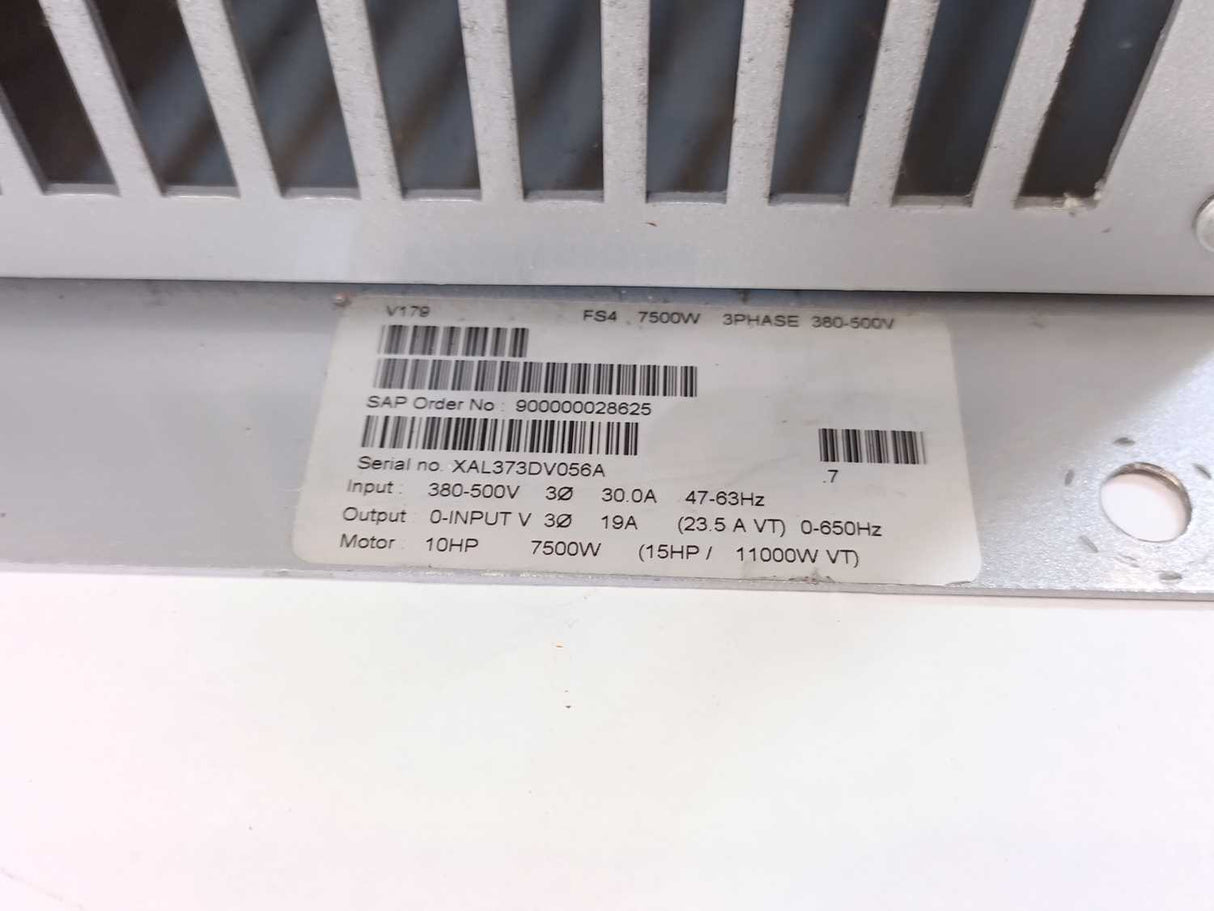 V179 FS4 7500W 3PHASE 380-500V
SAP Order No : 900000028625
Serial no. XAL373DV056A
.7
Input : 380-500V 3Ø 30.0A 47-63Hz
Output 0-INPUT V 3Ø 19A (23.5 A VT) 0-650Hz
Motor : 10HP 7500W (15HP / 11000W VT)